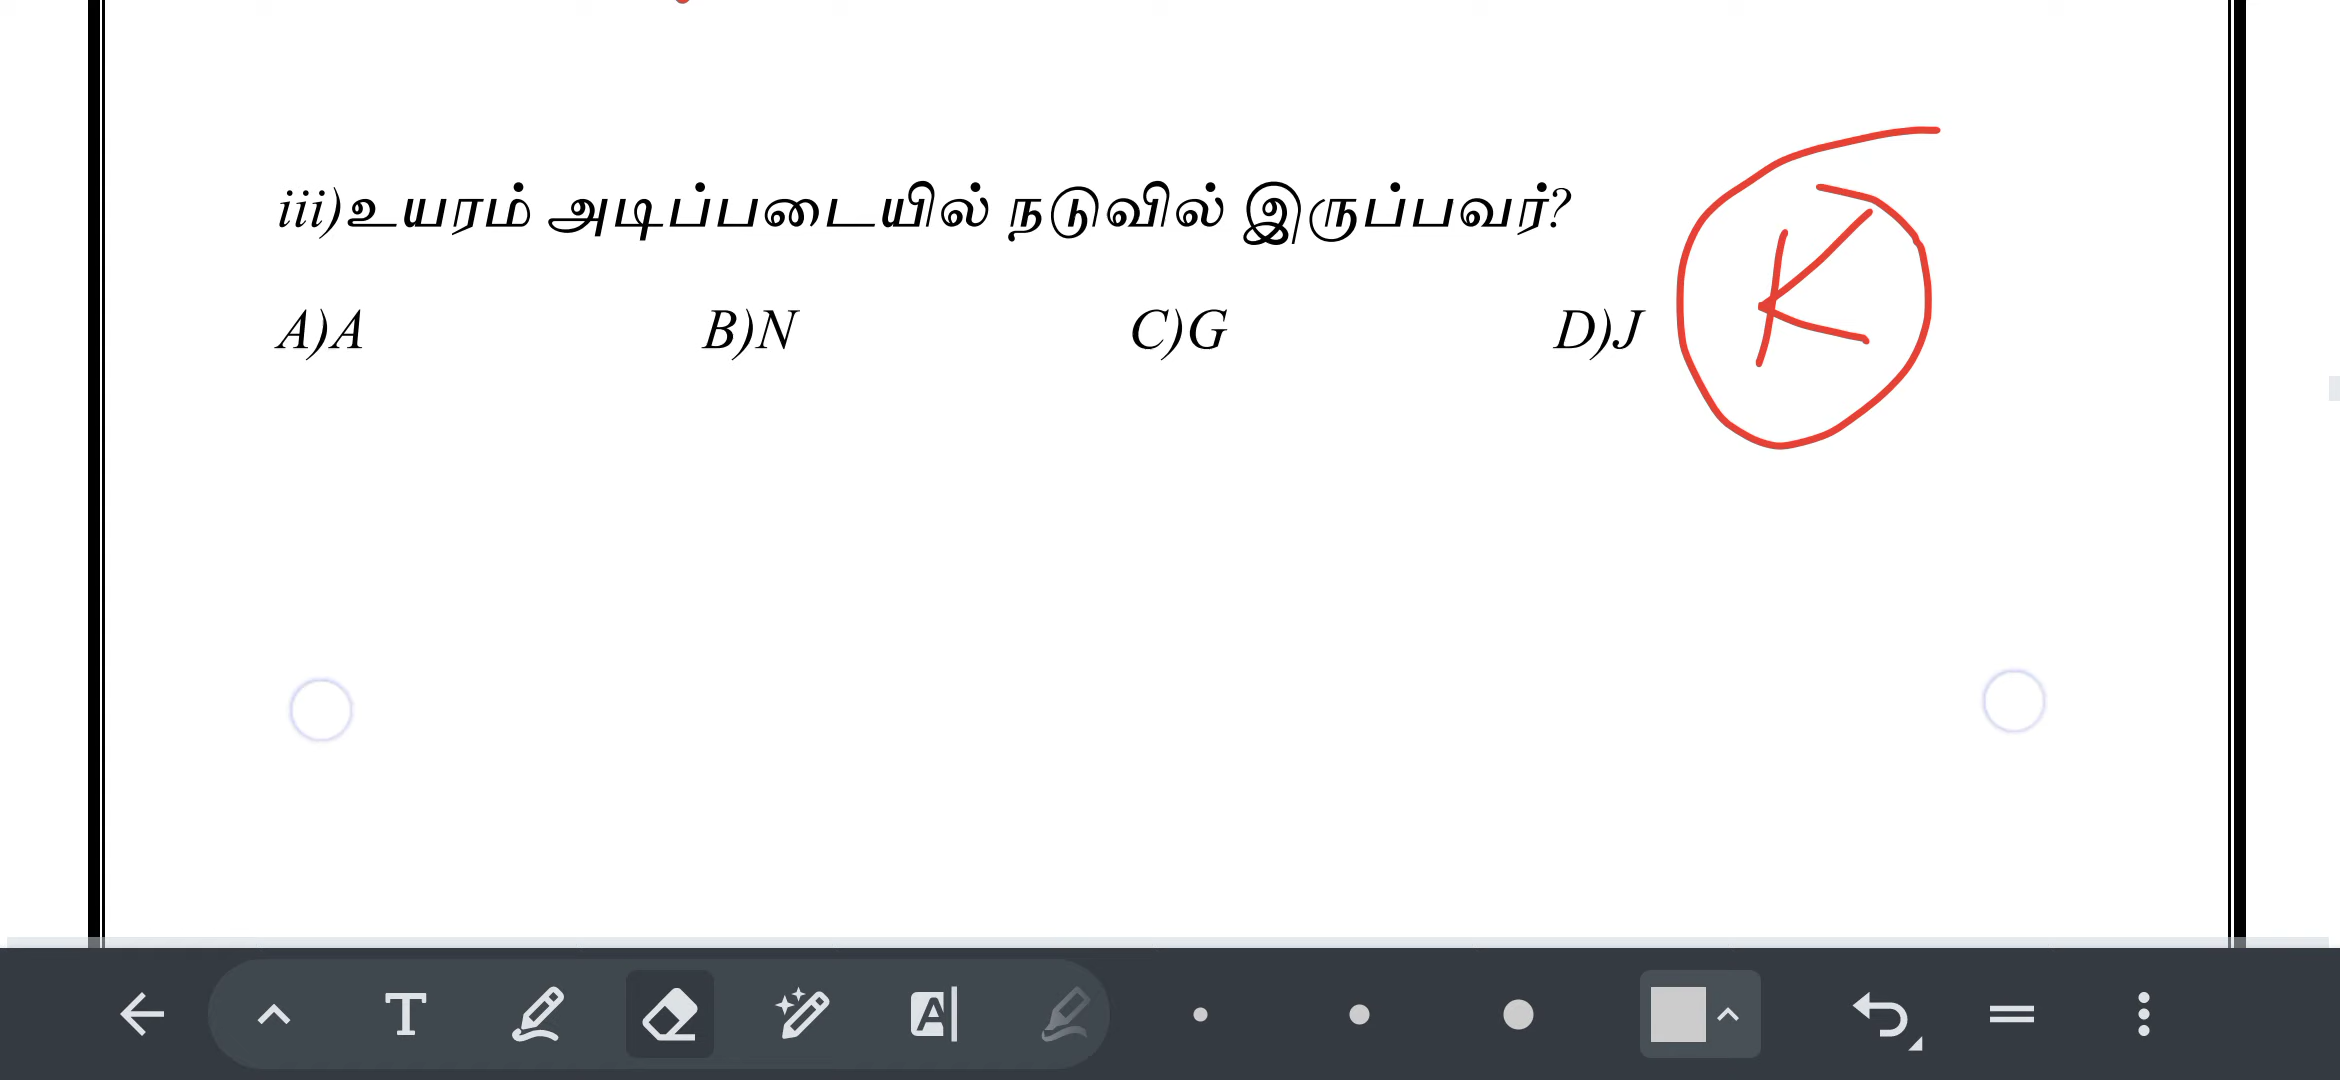 iii)உயரம் அடிப்படையில் நடுவில் இருப்பவர்?
A)A B)N C)G D)J K